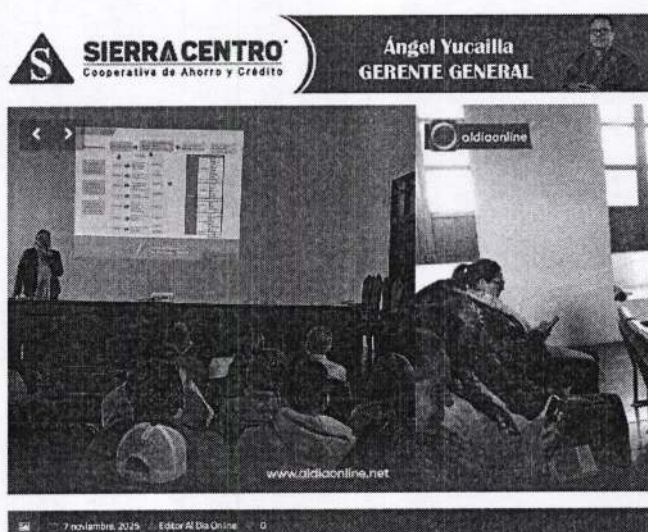 SIERRA CENTRO
Cooperativa de Ahorro y Crédito
Ángel Yucailla
GERENTE GENERAL
aldiaonline
www.aldiaonline.net
7 noviembre, 2025 Editor Al Día Online 0